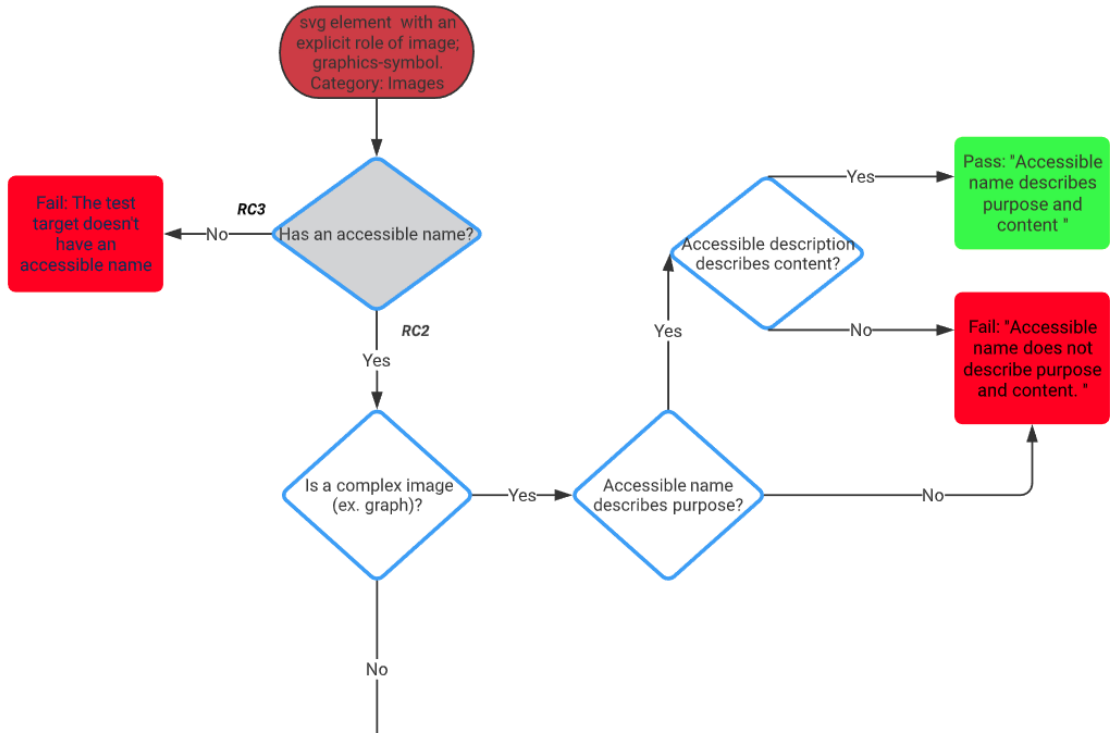 svg element with an
explicit role of image;
graphics-symbol.
Category: Images
Fail: The test
target doesn't
have an
accessible name
RC3
No
Has an accessible name?
RC2
Yes
Is a complex image
(ex. graph)?
Yes
Accessible name
describes purpose?
Yes
Accessible description
describes content?
Yes
Pass: "Accessible
name describes
purpose and
content "
No
Fail: "Accessible
name does not
describe purpose
and content. "
No
No